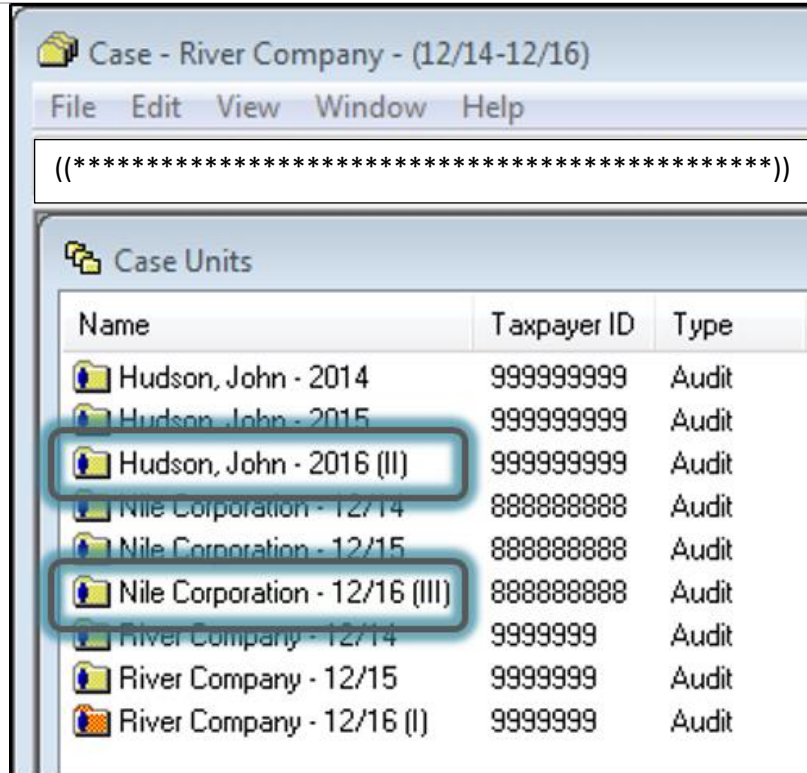 Case - River Company - (12/14-12/16)
File Edit View Window Help
((************************************************))
Case Units
Name Taxpayer ID Type
Hudson, John - 2014 999999999 Audit
Hudson, John - 2015 999999999 Audit
Hudson, John - 2016 (II) 999999999 Audit
Nile Corporation - 12/14 888888888 Audit
Nile Corporation - 12/15 888888888 Audit
Nile Corporation - 12/16 (III) 888888888 Audit
River Company - 12/14 9999999 Audit
River Company - 12/15 9999999 Audit
River Company - 12/16 (I) 9999999 Audit